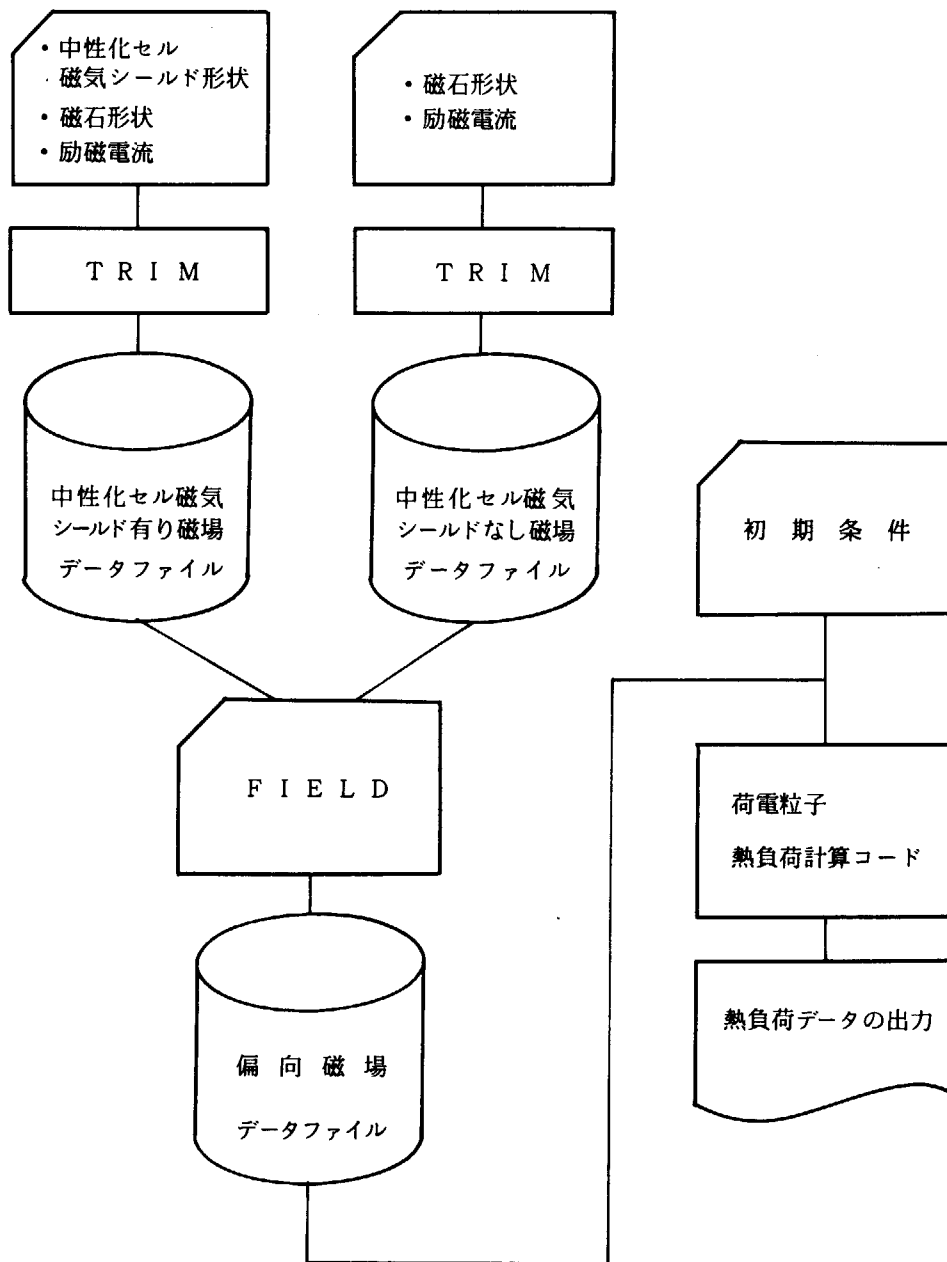 ・中性化セル
磁気シールド形状
・磁石形状
・励磁電流
・磁石形状
・励磁電流
TRIM
TRIM
中性化セル磁気
シールド有り磁場
データファイル
中性化セル磁気
シールドなし磁場
データファイル
初期条件
FIELD
荷電粒子
熱負荷計算コード
熱負荷データの出力
偏向磁場
データファイル